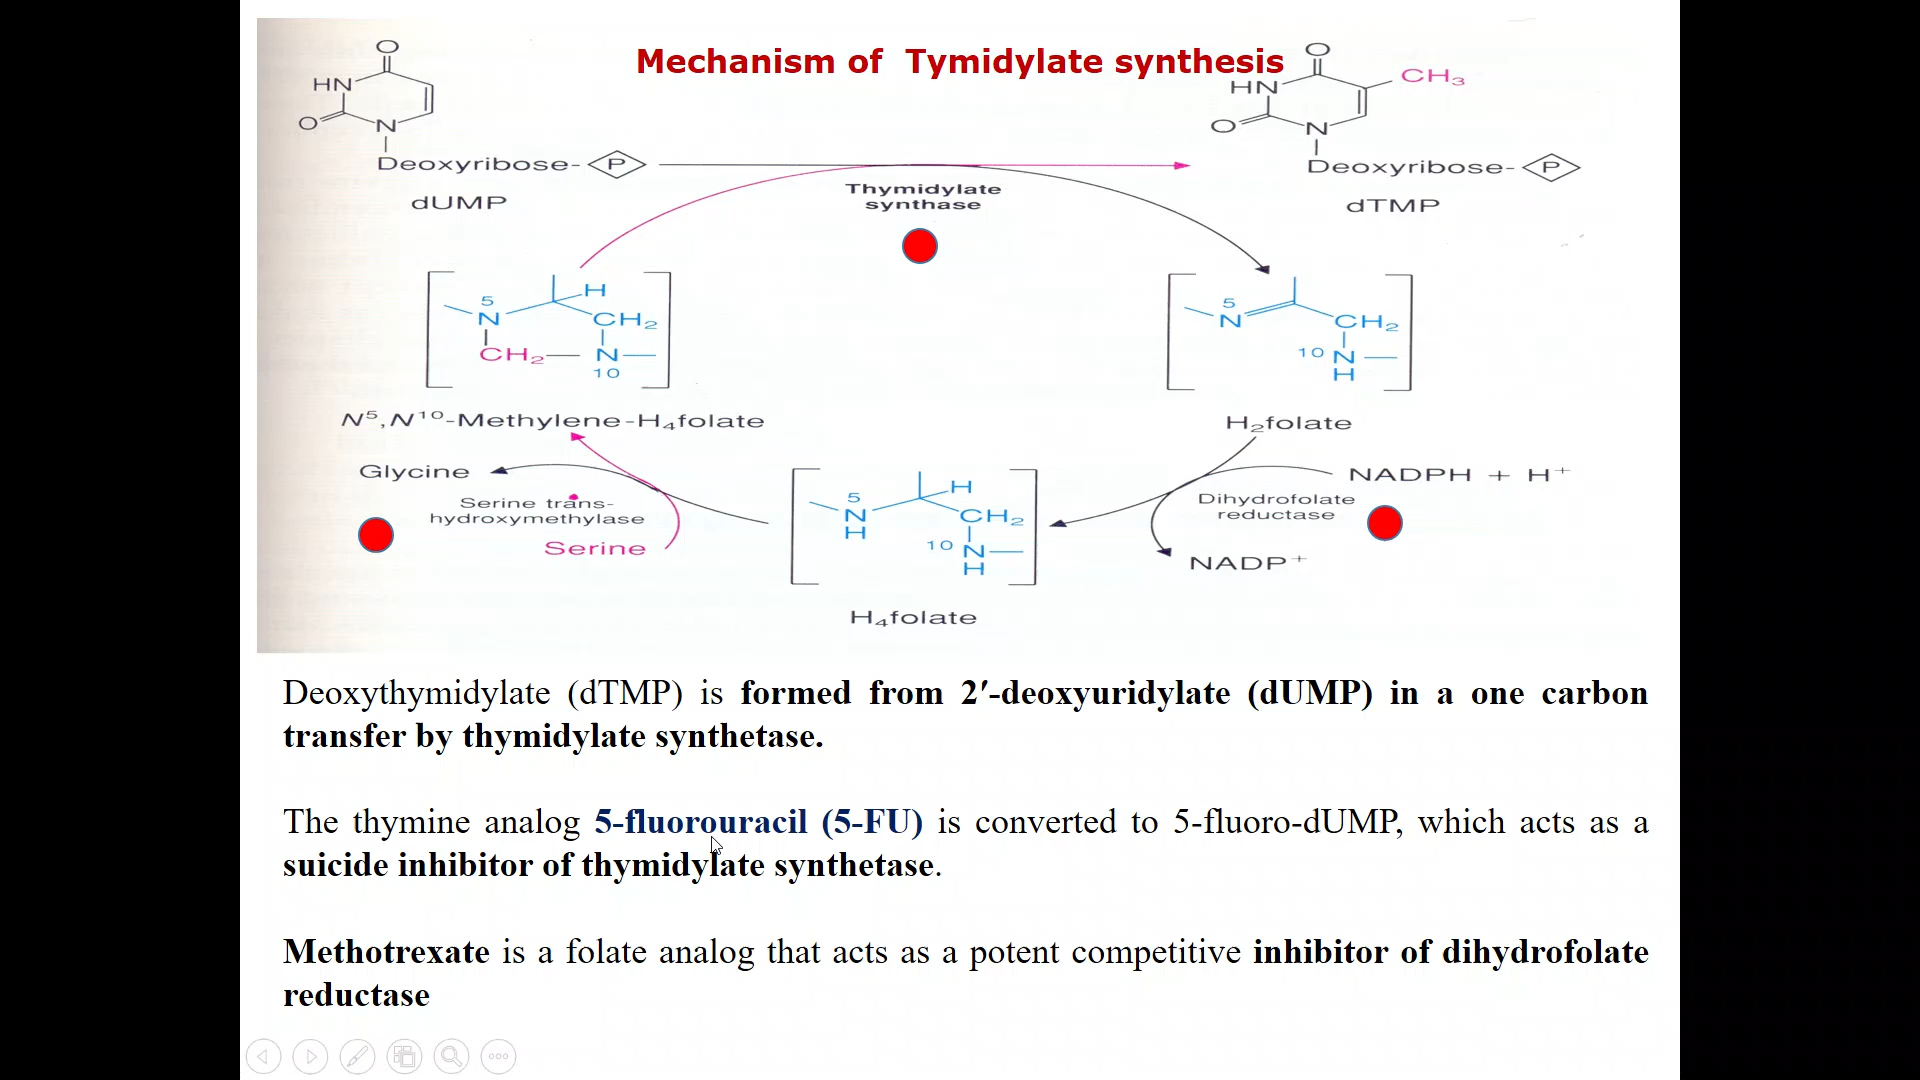 Mechanism of  Tymidylate synthesis
O
HN
O
N
Deoxyribose-P
dUMP
O
HN
CH₃
O
N
Deoxyribose-P
dTMP
Thymidylate
synthase
5
N
H
CH₂
CH₂
N
10
N⁵,N¹⁰-Methylene-H₄folate
5
N
CH₂
10
N
H
H₂folate
Glycine
Serine trans-
hydroxymethylase
Serine
5
N
H
H
CH₂
10
N
H
H₄folate
NADPH + H⁺
Dihydrofolate
reductase
NADP⁺
Deoxythymidylate (dTMP) is formed from 2′-deoxyuridylate (dUMP) in a one carbon
transfer by thymidylate synthetase.
The thymine analog 5-fluorouracil (5-FU) is converted to 5-fluoro-dUMP, which acts as a
suicide inhibitor of thymidylate synthetase.
Methotrexate is a folate analog that acts as a potent competitive inhibitor of dihydrofolate
reductase